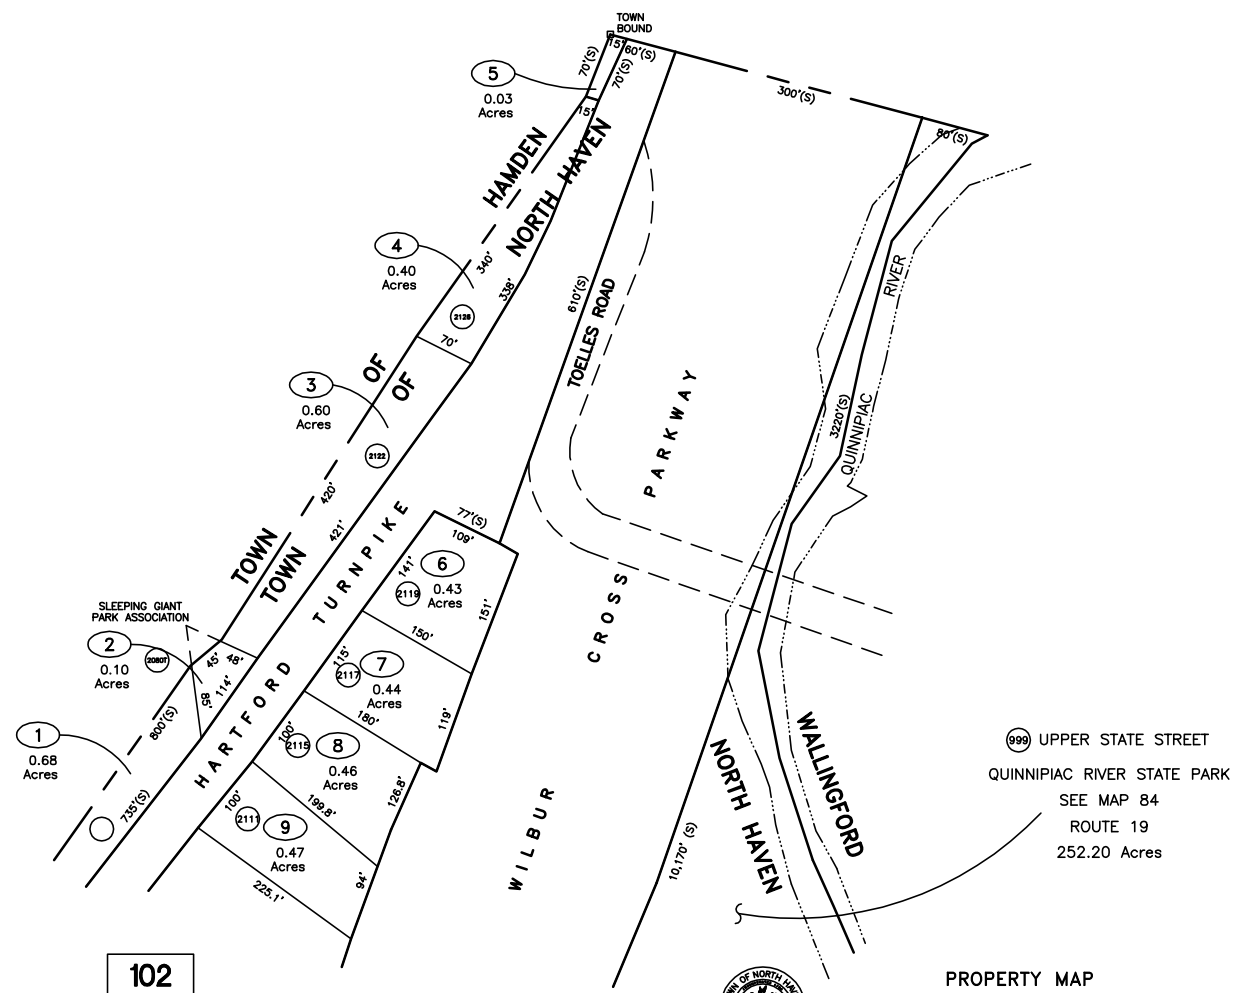 TOWN
BOUND
15'
60'(S)
70'(S)
70'(S)
5
0.03
Acres
15'
300'(S)
80'(S)
HAMDEN
NORTH HAVEN
4
0.40
Acres
340'
338'
2126
70'
610'(S)
TOELLES ROAD
RIVER
QUINNIPIAC
3220'(S)
PARKWAY
OF
OF
3
0.60
Acres
2122
420'
421'
TOWN
TOWN
77'(S)
109'
141'
6
2119
0.43
Acres
151'
150'
HARTFORD TURNPIKE
SLEEPING GIANT
PARK ASSOCIATION
2
2080T
0.10
Acres
45'
48'
114'
85'
115'
7
2117
0.44
Acres
180'
119'
CROSS
1
0.68
Acres
800'(S)
735'(S)
100'
2115
8
0.46
Acres
199.8'
126.8'
100'
2111
9
0.47
Acres
225.1'
94'
WILBUR
10,170' (S)
NORTH HAVEN
WALLINGFORD
999 UPPER STATE STREET
QUINNIPIAC RIVER STATE PARK
SEE MAP 84
ROUTE 19
252.20 Acres
102
OF NORTH
PROPERTY MAP